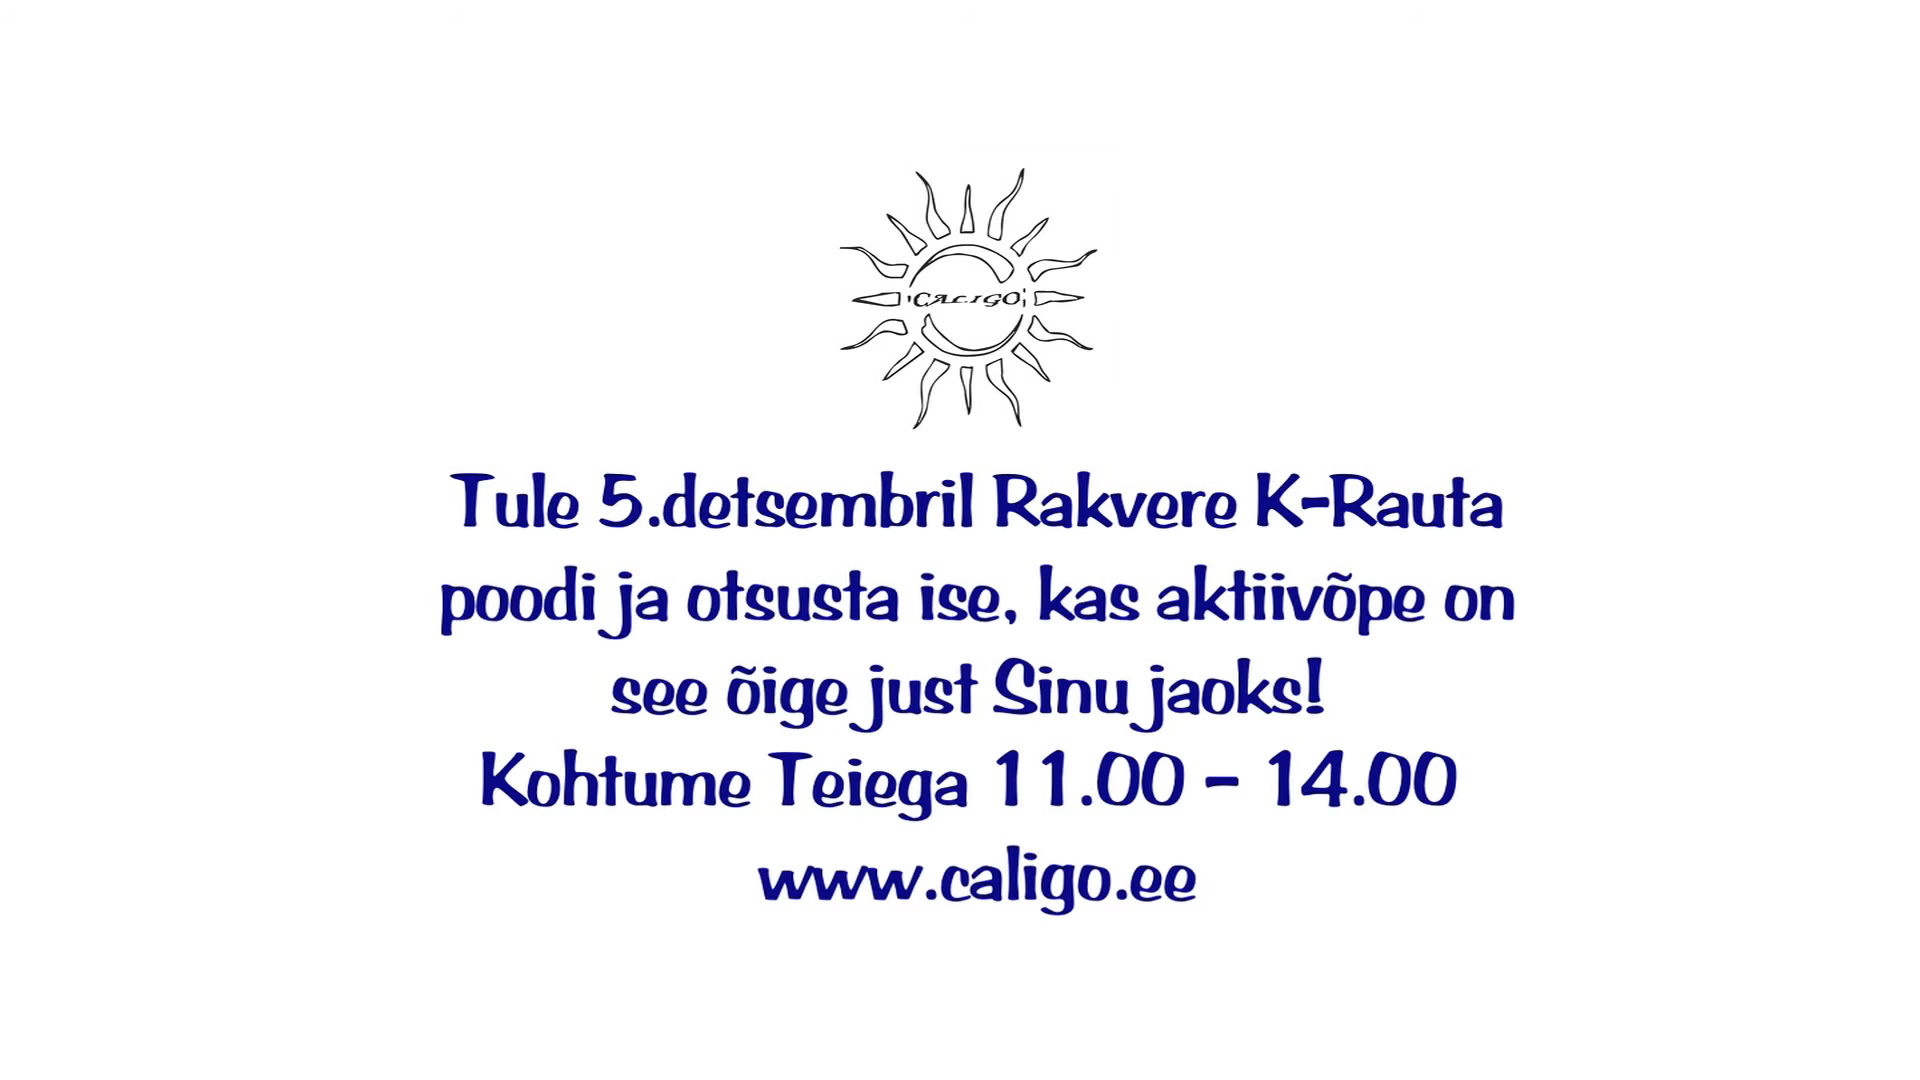 CALIGO
Tule 5.detsembril Rakvere K-Rauta
poodi ja otsusta ise, kas aktiivõpe on
see õige just Sinu jaoks!
Kohtume Teiega 11.00 - 14.00
www.caligo.ee